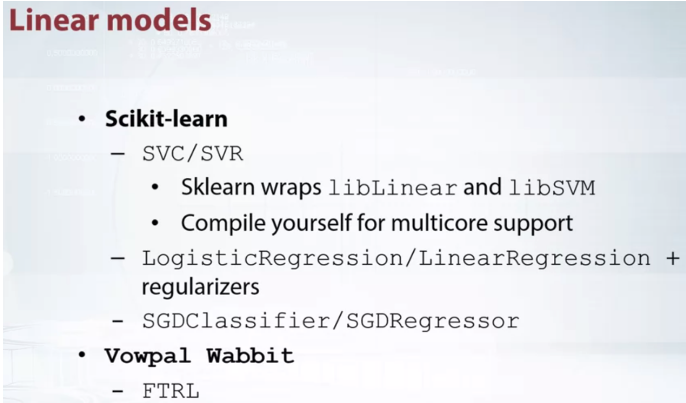 Linear models
• Scikit-learn
– SVC/SVR
• Sklearn wraps libLinear and libSVM
• Compile yourself for multicore support
– LogisticRegression/LinearRegression +
regularizers
– SGDClassifier/SGDRegressor
• Vowpal Wabbit
– FTRL